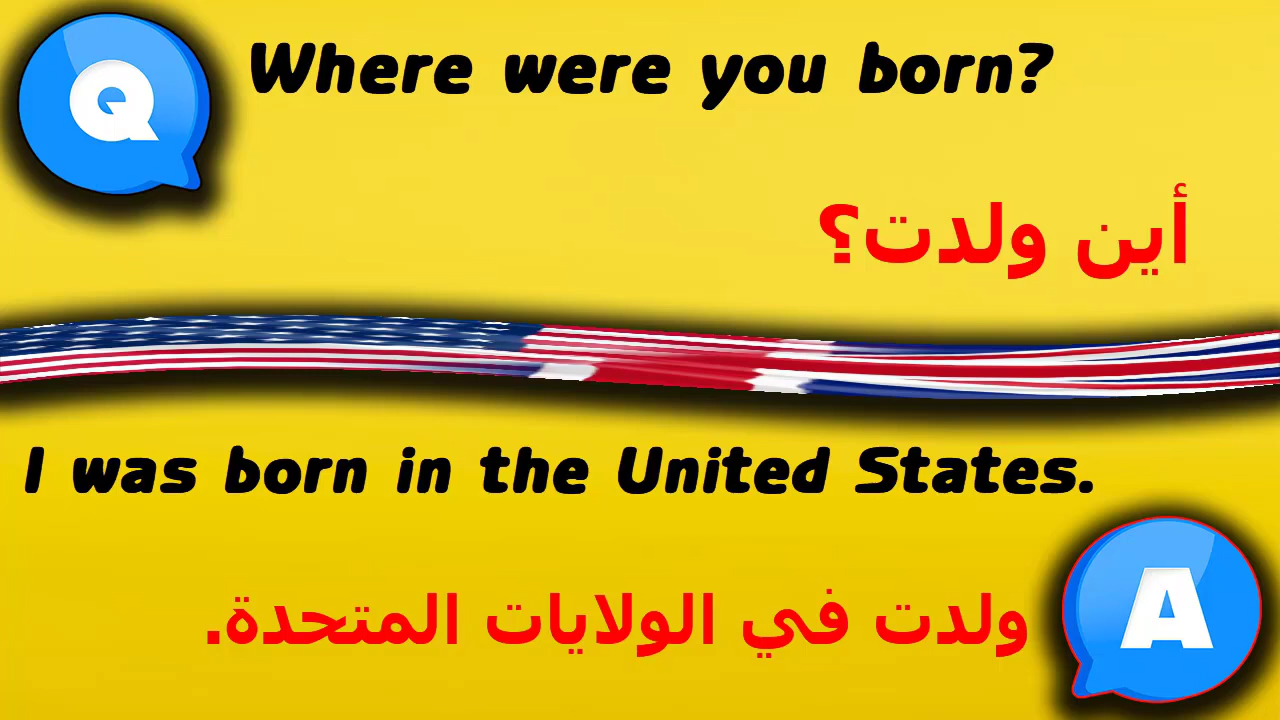 Q
Where were you born?
أين ولدت؟
I was born in the United States.
ولدت في الولايات المتحدة.
A